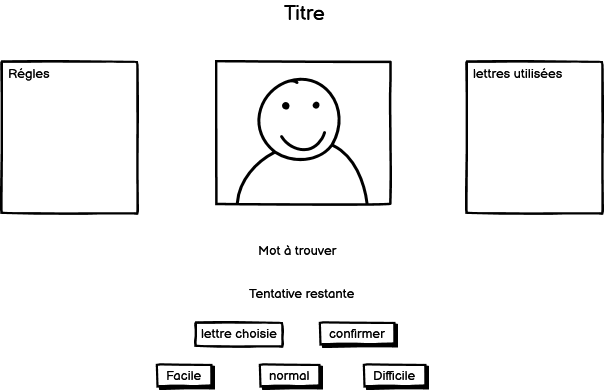 Titre
Régles
lettres utilisées
Mot à trouver
Tentative restante
lettre choisie
confirmer
Facile
normal
Difficile